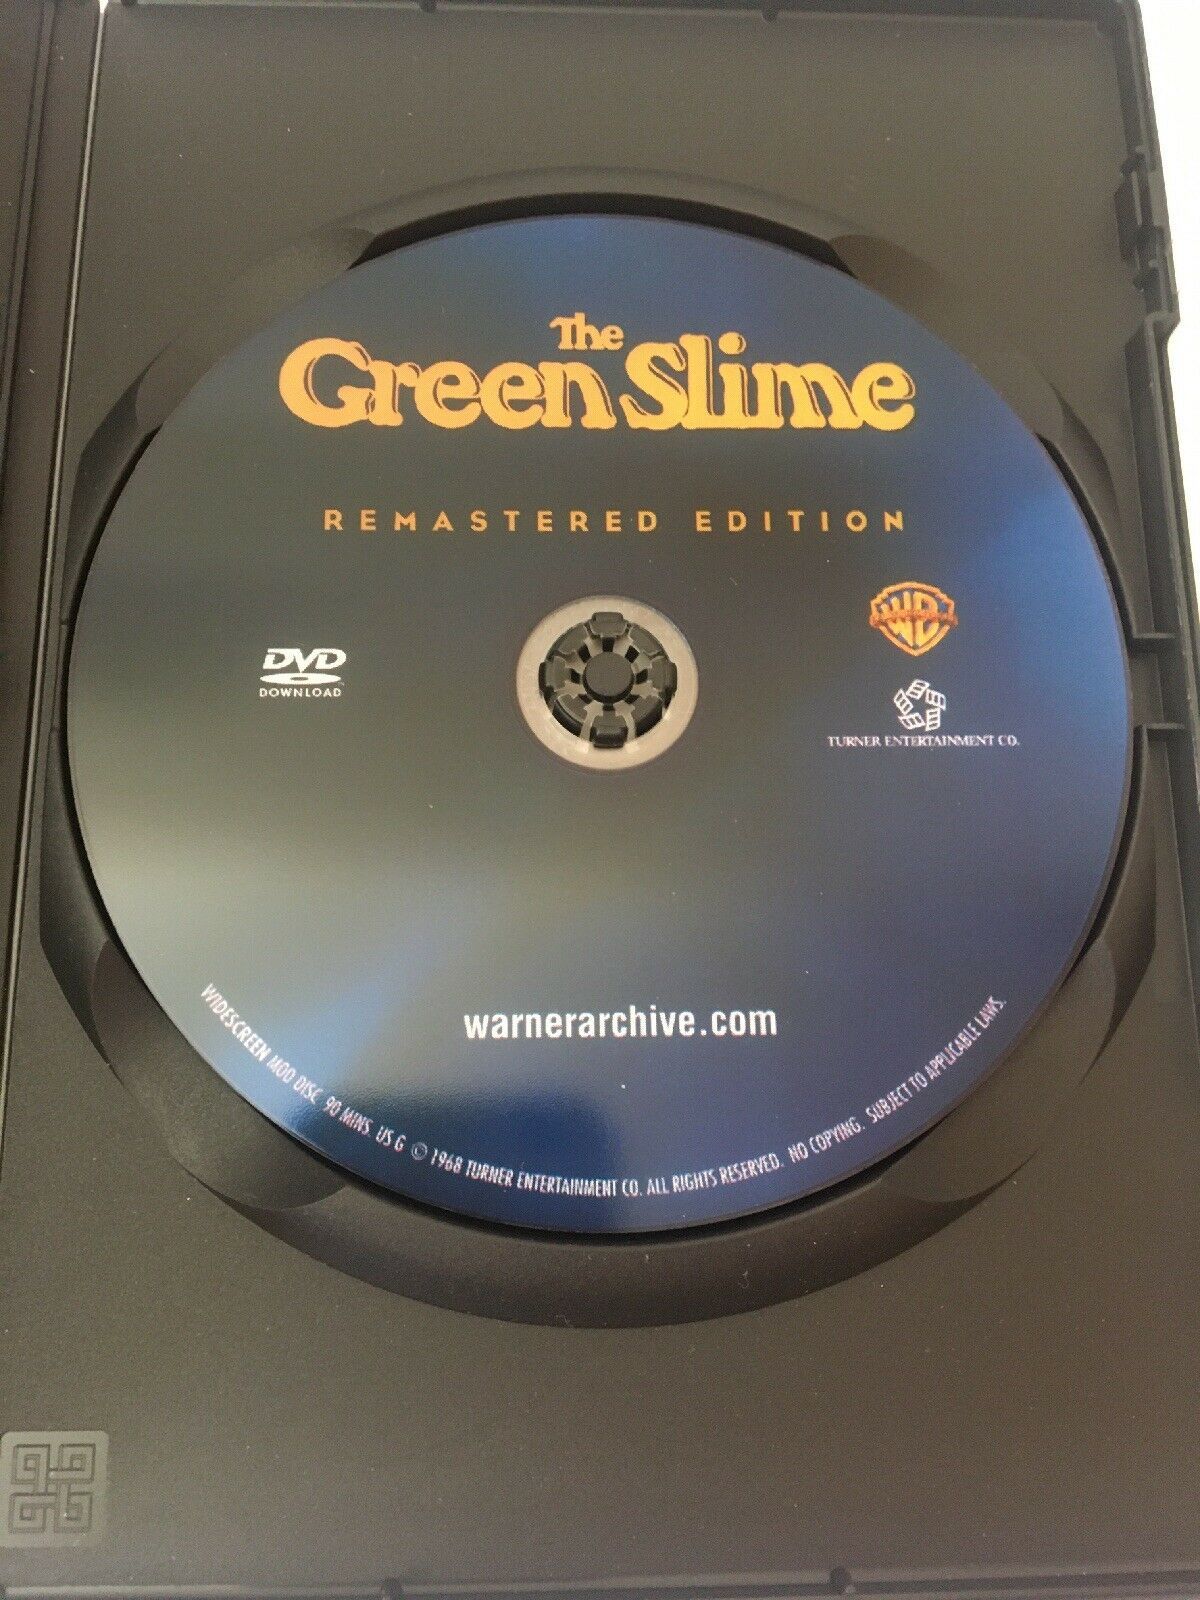 The
Green Slime
REMASTERED EDITION
DVD
DOWNLOAD
WB
TURNER ENTERTAINMENT CO.
warnerarchive.com
WIDESCREEN MOD DISC. 90 MINS. US G © 1968 TURNER ENTERTAINMENT CO. ALL RIGHTS RESERVED. NO COPYING. SUBJECT TO APPLICABLE LAWS.